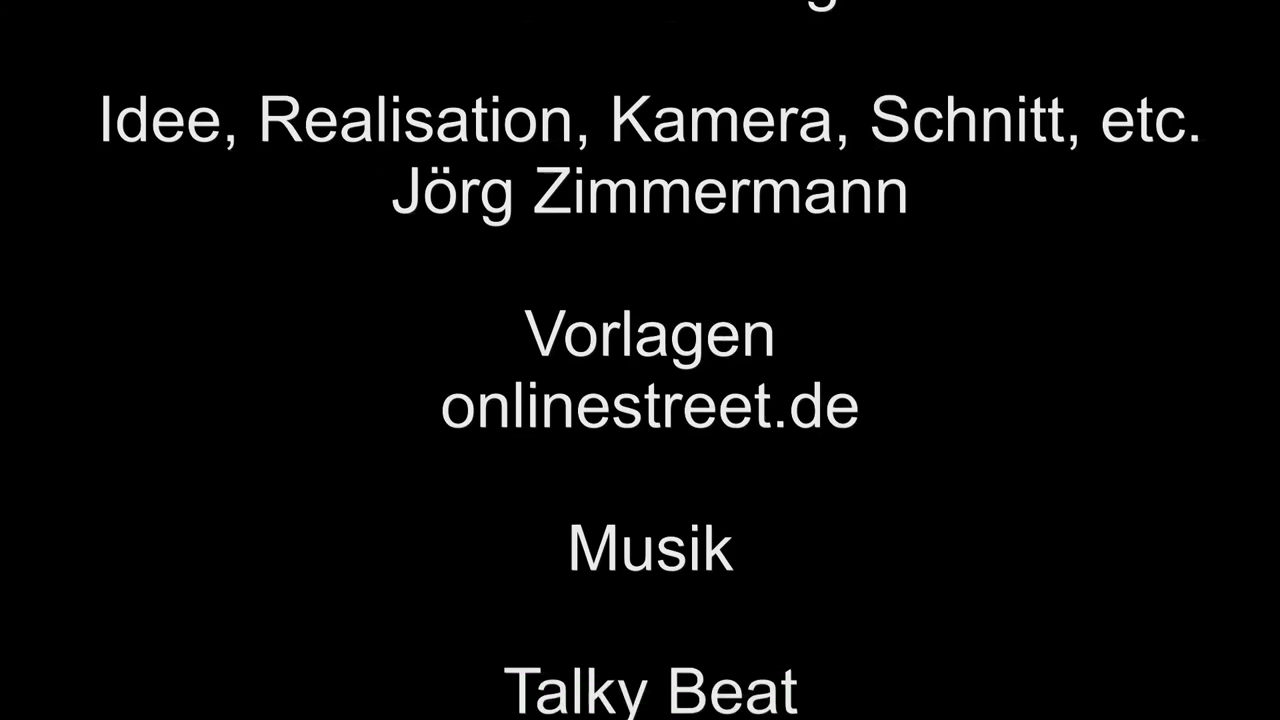 Idee, Realisation, Kamera, Schnitt, etc.
Jörg Zimmermann
Vorlagen
onlinestreet.de
Musik
Talky Beat